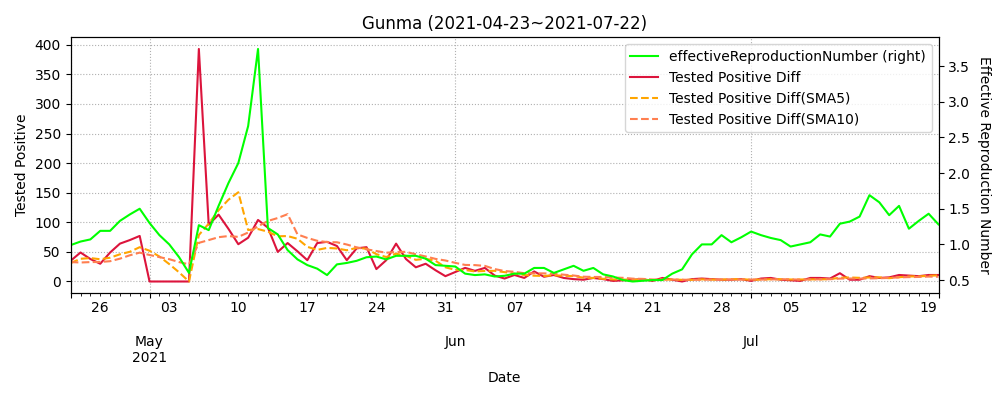 Gunma (2021-04-23~2021-07-22)
effectiveReproductionNumber (right)
Tested Positive Diff
Tested Positive Diff(SMA5)
Tested Positive Diff(SMA10)
Tested Positive
400
350
300
250
200
150
100
50
0
3.5
3.0
2.5
2.0
1.5
1.0
0.5
Effective Reproduction Number
26 03 10 17 24 31 07 14 21 28 05 12 19
May Jun Jul
2021
Date